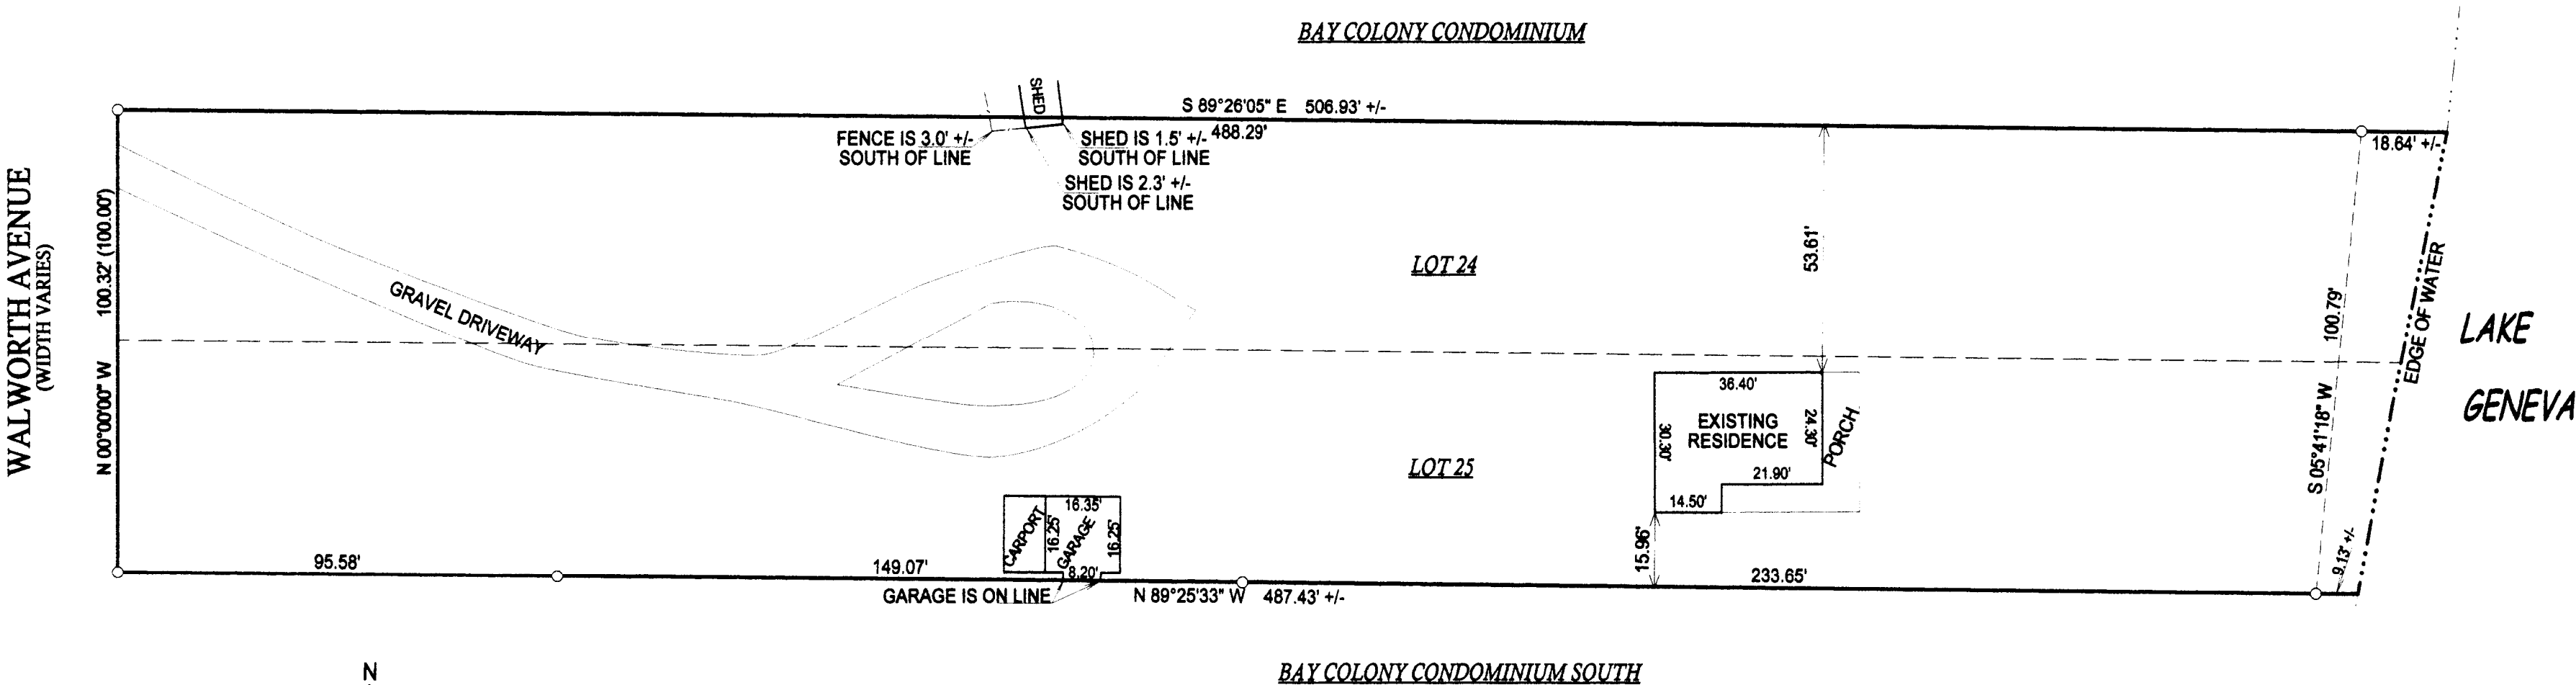 BAY COLONY CONDOMINIUM
S 89°26'05" E 506.93' +/-
488.29'
18.64' +/-
SHED
FENCE IS 3.0' +/-
SOUTH OF LINE
SHED IS 1.5' +/-
SOUTH OF LINE
SHED IS 2.3' +/-
SOUTH OF LINE
WALWORTH AVENUE
(WIDTH VARIES)
N 00°00'00" W 100.32' (100.00')
GRAVEL DRIVEWAY
LOT 24
53.61'
100.79'
S 05°41'18" W
EDGE OF WATER
LAKE
GENEVA
36.40'
EXISTING
RESIDENCE
30.30'
24.30'
PORCH
21.90'
14.50'
15.96'
LOT 25
CARPORT
16.35'
16.25'
GARAGE
16.25'
8.20'
95.58'
149.07'
233.65'
9.13' +/-
GARAGE IS ON LINE
N 89°25'33" W 487.43' +/-
N
BAY COLONY CONDOMINIUM SOUTH